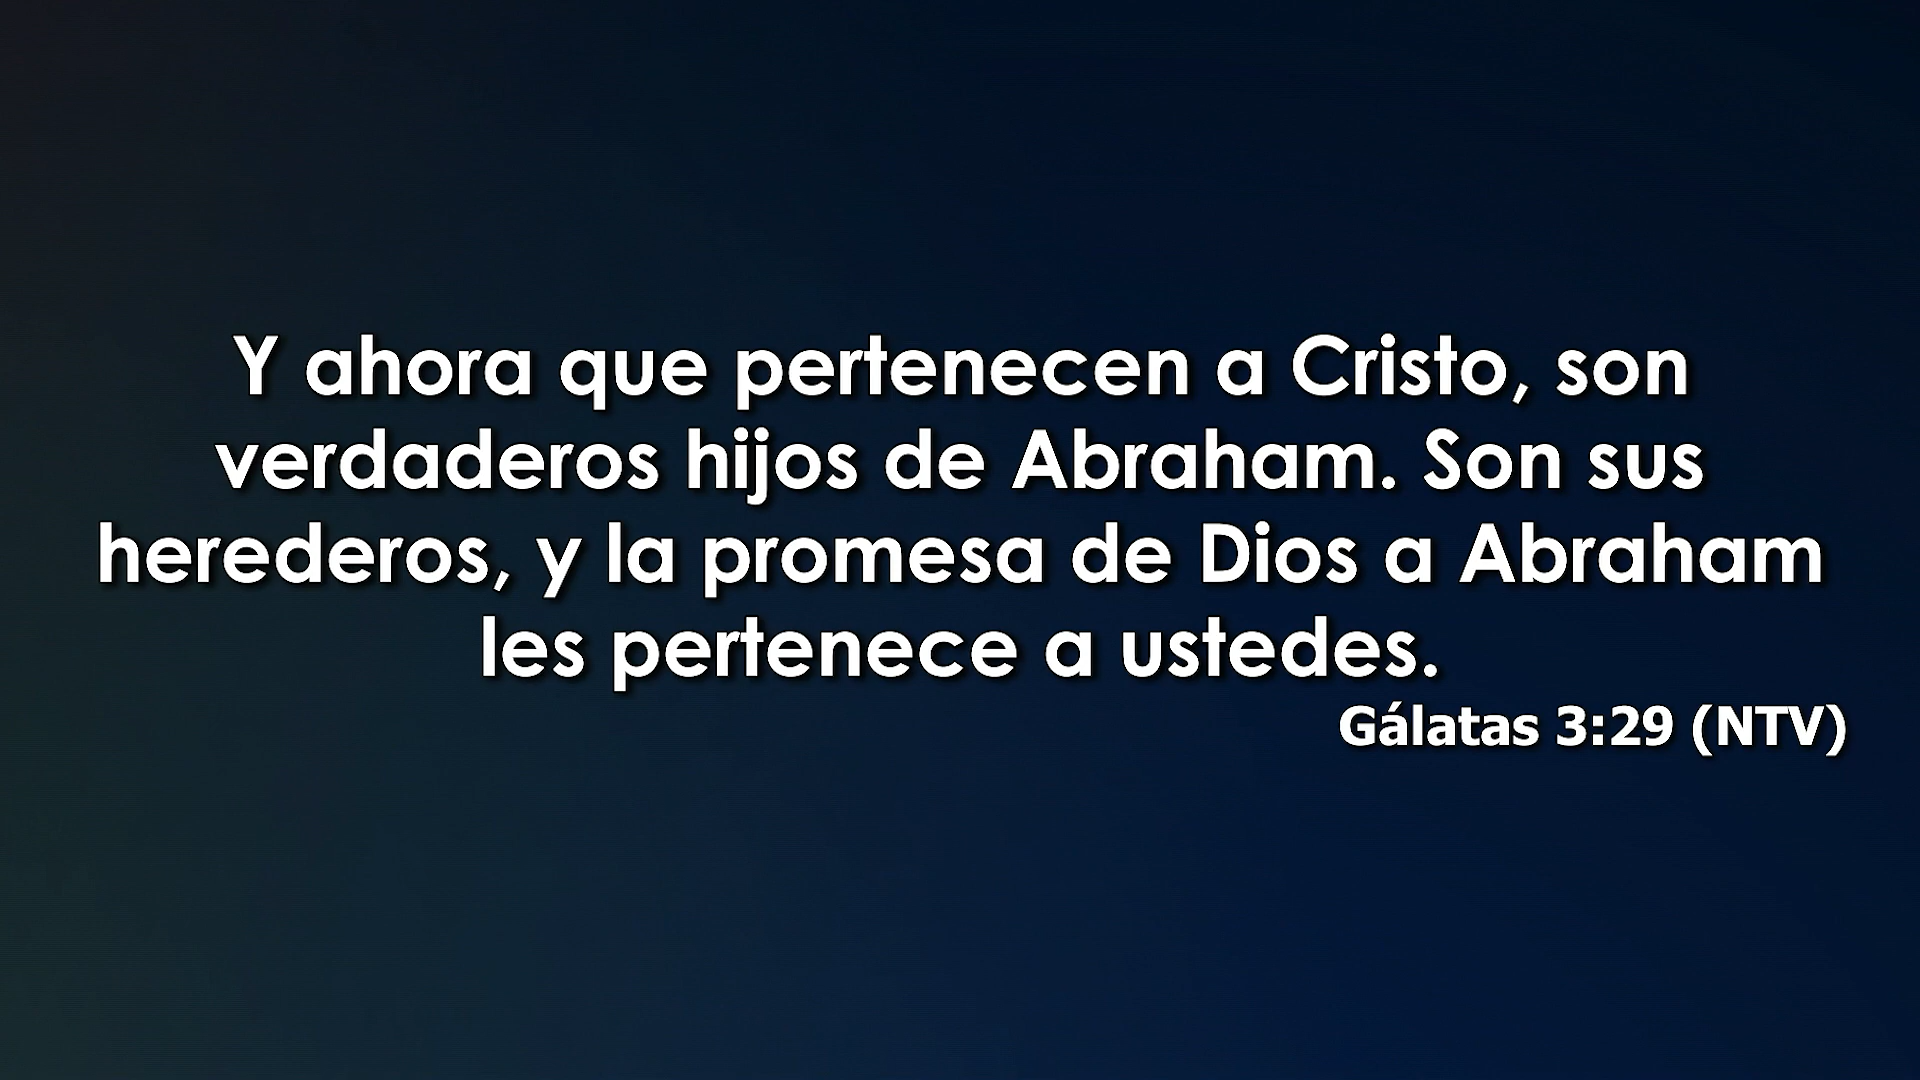 Y ahora que pertenecen a Cristo, son
verdaderos hijos de Abraham. Son sus
herederos, y la promesa de Dios a Abraham
les pertenece a ustedes.
Gálatas 3:29 (NTV)